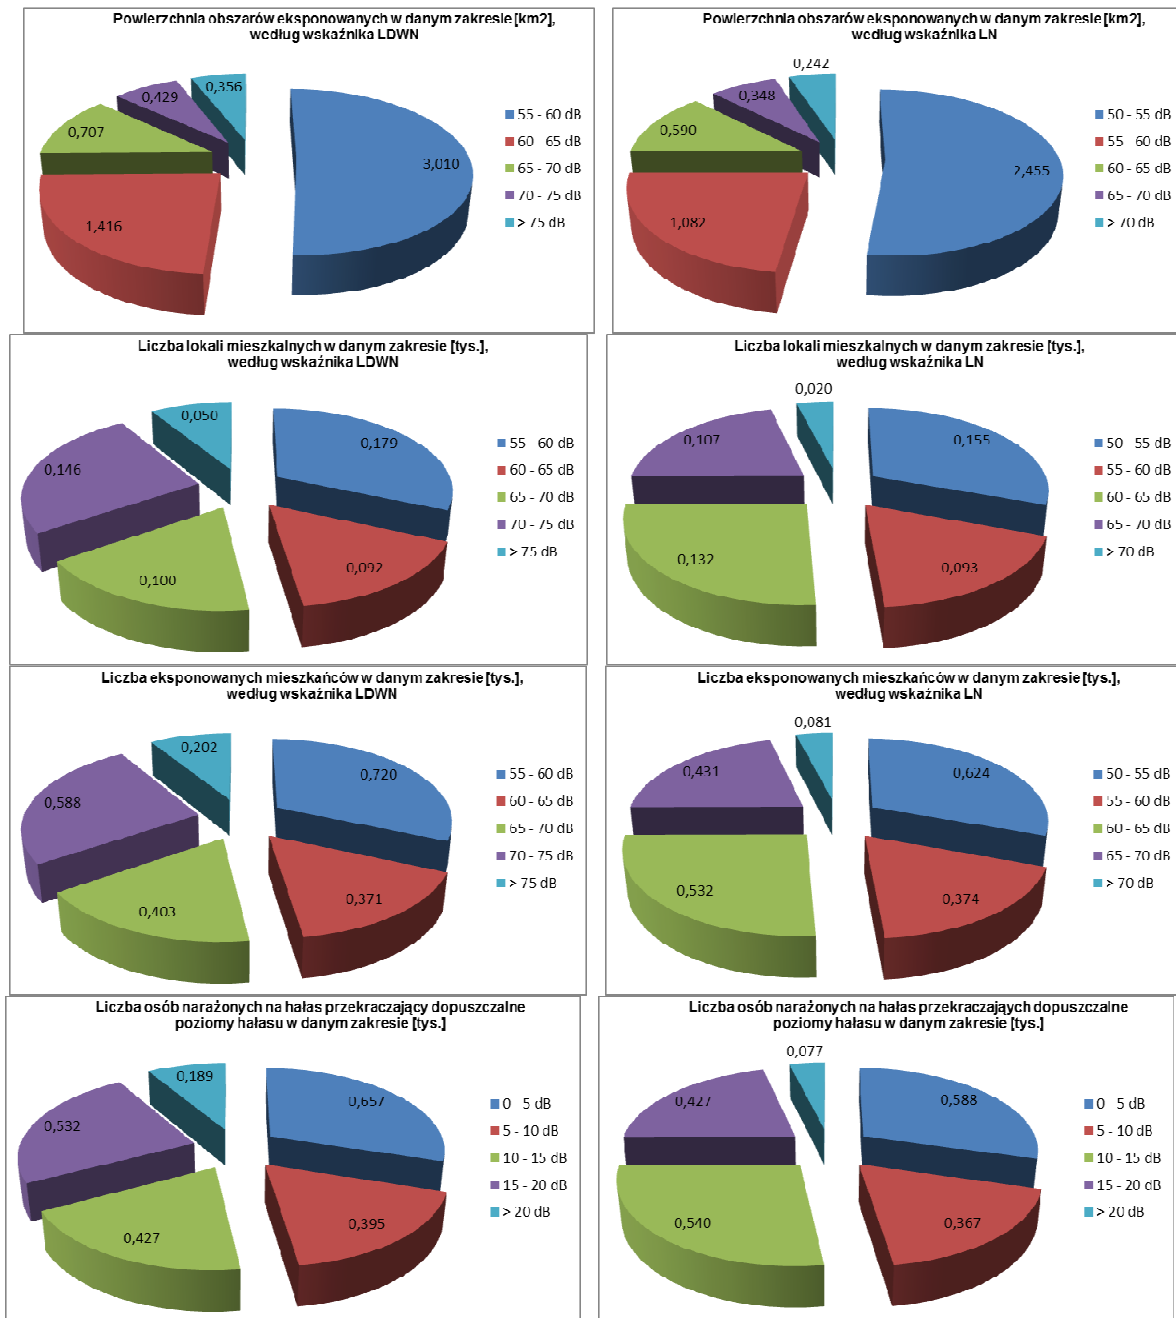 Powierzchnia obszarów eksponowanych w danym zakresie [km2],
według wskaźnika LDWN
0,356
0,429
0,707
3,010
1,416
55 - 60 dB
60 - 65 dB
65 - 70 dB
70 - 75 dB
> 75 dB
Powierzchnia obszarów eksponowanych w danym zakresie [km2],
według wskaźnika LN
0,242
0,348
0,590
2,455
1,082
50 - 55 dB
55 - 60 dB
60 - 65 dB
65 - 70 dB
> 70 dB
Liczba lokali mieszkalnych w danym zakresie [tys.],
według wskaźnika LDWN
0,050
0,179
0,146
0,092
0,100
55 - 60 dB
60 - 65 dB
65 - 70 dB
70 - 75 dB
> 75 dB
Liczba lokali mieszkalnych w danym zakresie [tys.],
według wskaźnika LN
0,020
0,107
0,155
0,132
0,093
50 - 55 dB
55 - 60 dB
60 - 65 dB
65 - 70 dB
> 70 dB
Liczba eksponowanych mieszkańców w danym zakresie [tys.],
według wskaźnika LDWN
0,202
0,720
0,588
0,371
0,403
55 - 60 dB
60 - 65 dB
65 - 70 dB
70 - 75 dB
> 75 dB
Liczba eksponowanych mieszkańców w danym zakresie [tys.],
według wskaźnika LN
0,081
0,431
0,624
0,532
0,374
50 - 55 dB
55 - 60 dB
60 - 65 dB
65 - 70 dB
> 70 dB
Liczba osób narażonych na hałas przekraczający dopuszczalne
poziomy hałasu w danym zakresie [tys.]
0,189
0,657
0,532
0,395
0,427
0 - 5 dB
5 - 10 dB
10 - 15 dB
15 - 20 dB
> 20 dB
Liczba osób narażonych na hałas przekraczająych dopuszczalne
poziomy hałasu w danym zakresie [tys.]
0,077
0,427
0,588
0,540
0,367
0 - 5 dB
5 - 10 dB
10 - 15 dB
15 - 20 dB
> 20 dB